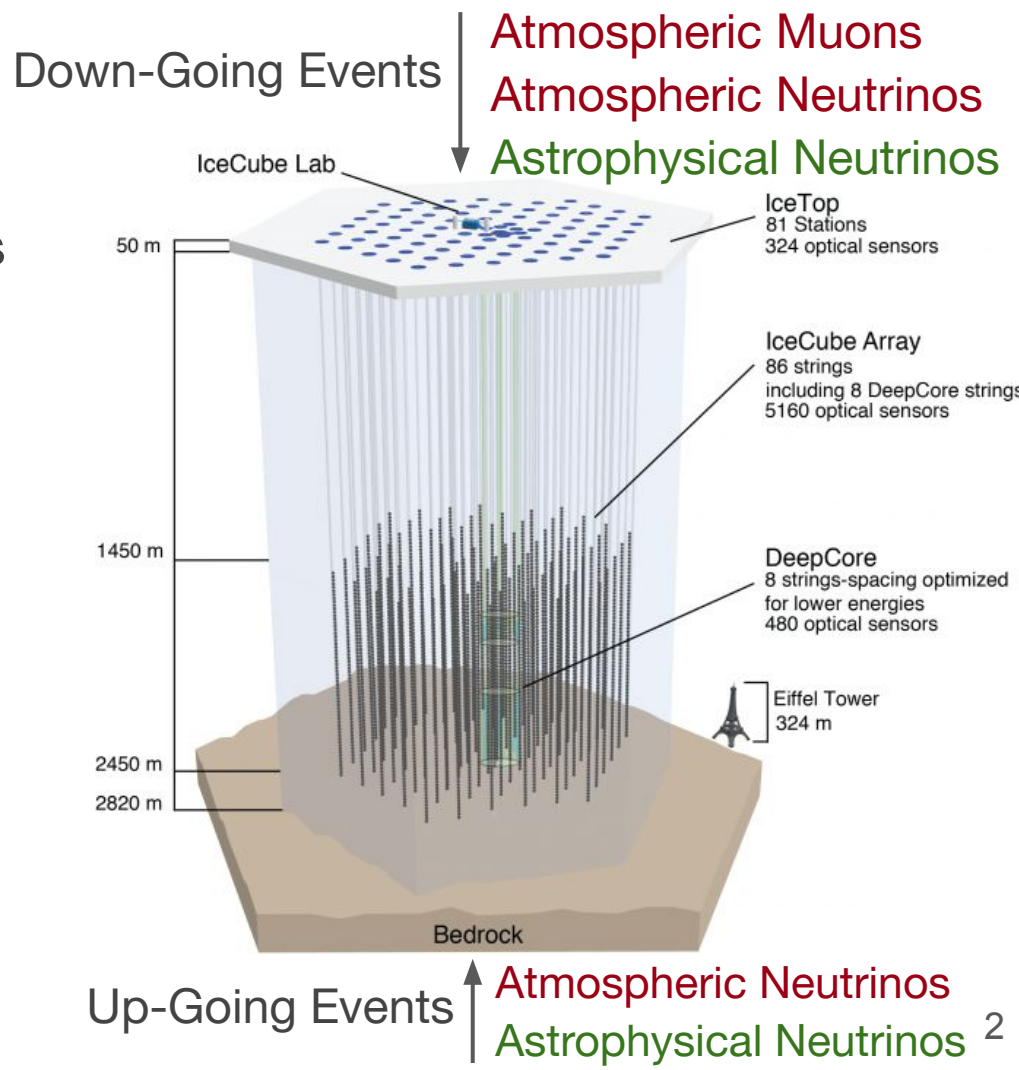 Down-Going Events
Atmospheric Muons
Atmospheric Neutrinos
Astrophysical Neutrinos
IceCube Lab
IceTop
81 Stations
324 optical sensors
50 m
s
IceCube Array
86 strings
including 8 DeepCore strings
5160 optical sensors
1450 m
DeepCore
8 strings-spacing optimized
for lower energies
480 optical sensors
Eiffel Tower
324 m
2450 m
2820 m
Bedrock
Up-Going Events
Atmospheric Neutrinos
Astrophysical Neutrinos
2